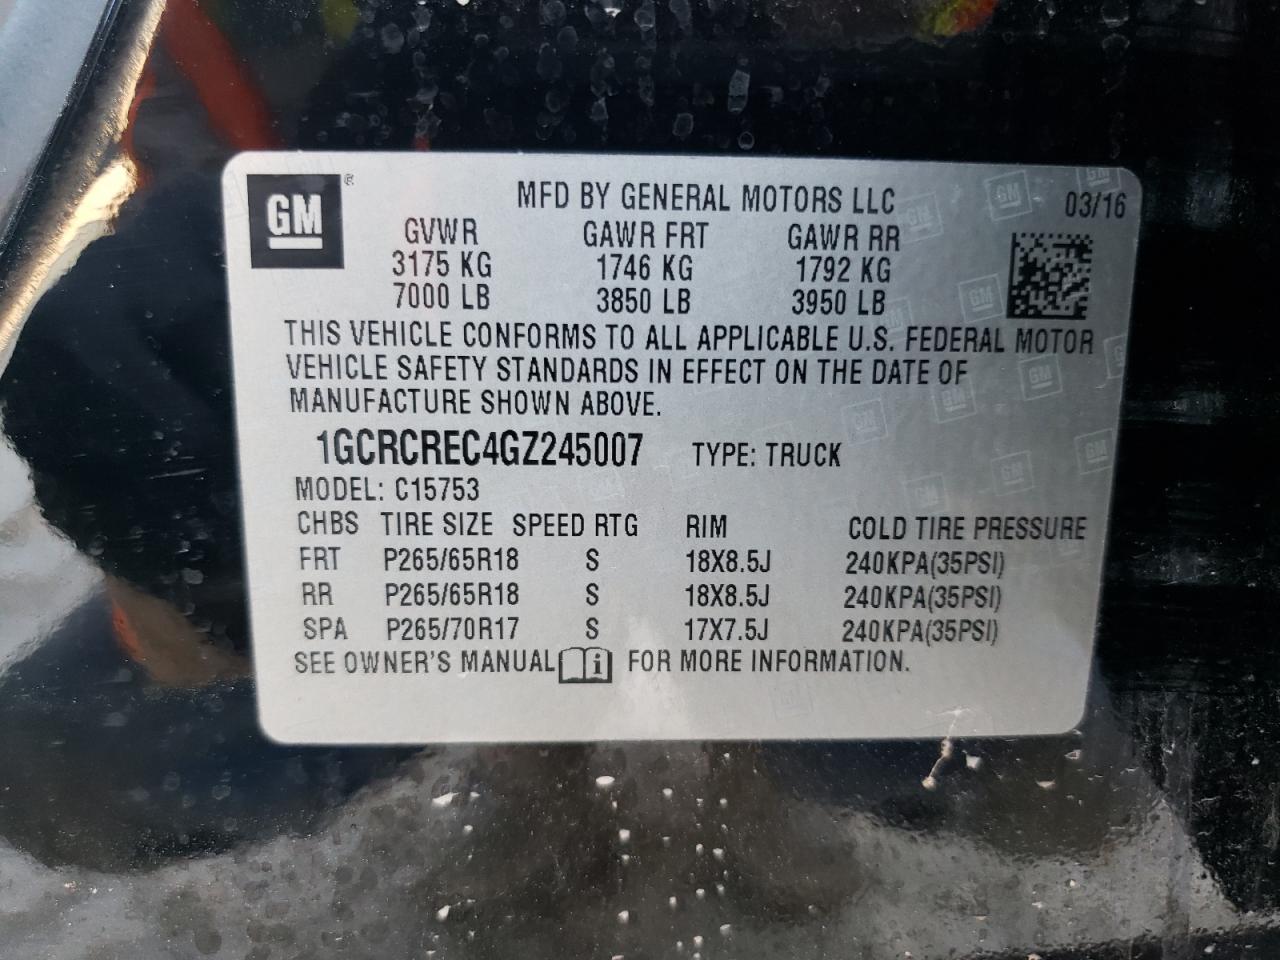 GM® MFD BY GENERAL MOTORS LLC 03/16
GVWR GAWR FRT GAWR RR
3175 KG 1746 KG 1792 KG
7000 LB 3850 LB 3950 LB
THIS VEHICLE CONFORMS TO ALL APPLICABLE U.S. FEDERAL MOTOR
VEHICLE SAFETY STANDARDS IN EFFECT ON THE DATE OF
MANUFACTURE SHOWN ABOVE.
1GCRCREC4GZ245007 TYPE: TRUCK
MODEL: C15753
CHBS TIRE SIZE SPEED RTG RIM COLD TIRE PRESSURE
FRT P265/65R18 S 18X8.5J 240KPA(35PSI)
RR P265/65R18 S 18X8.5J 240KPA(35PSI)
SPA P265/70R17 S 17X7.5J 240KPA(35PSI)
SEE OWNER'S MANUAL i FOR MORE INFORMATION.